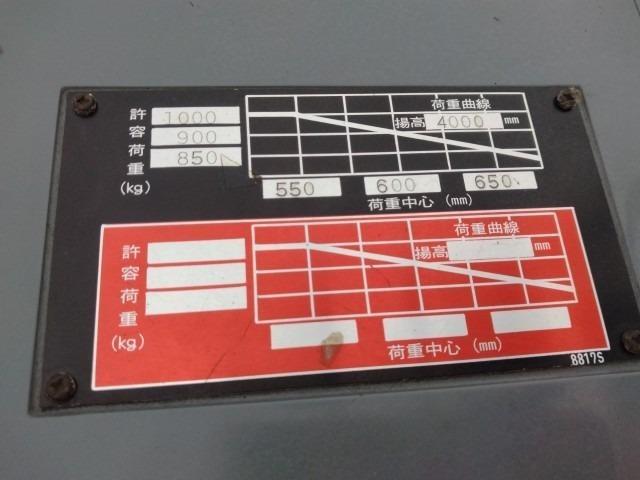 荷重曲線
許 1000
揚高 4000 mm
容 900
荷 850
重
(kg)
550 600 650
荷重中心 (mm)
荷重曲線
許
揚高 mm
容
荷
重
(kg)
荷重中心 (mm)
8817S